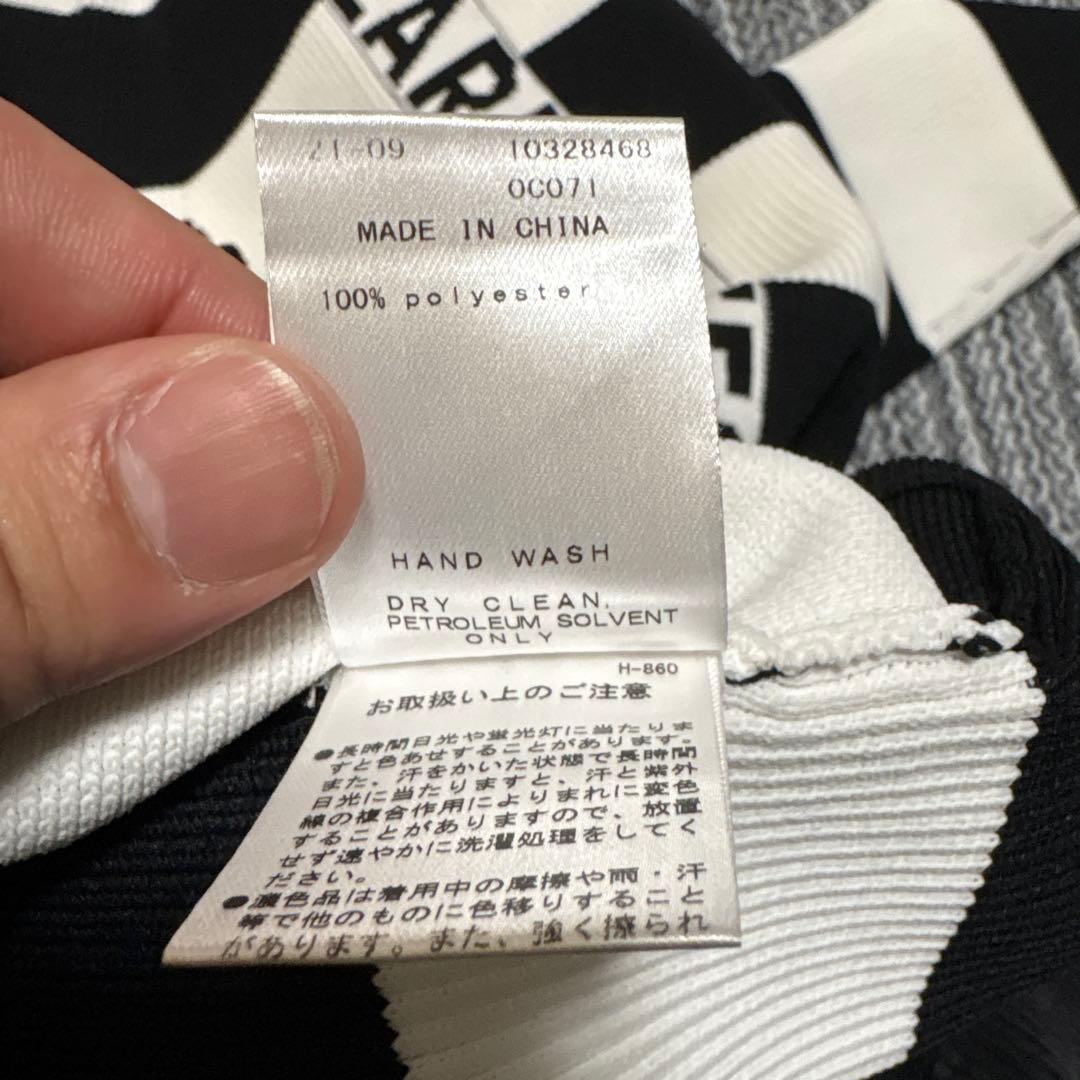 LAR
21-09 10328468
0C071
MADE IN CHINA
100% polyester
HAND WASH
DRY CLEAN,
PETROLEUM SOLVENT
ONLY
H-860
お取扱い上のご注意
●長時間日光や蛍光灯に当たりま
すと色あせすることがあります。
また、汗をかいた状態で長時間
日光に当たりますと、汗と紫外
線の複合作用によりまれに変色
することがありますので、放置
せず速やかに洗濯処理をしてく
ださい。
●濃色品は着用中の摩擦や雨・汗
等で他のものに色移りすること
があります。また、強く擦られ